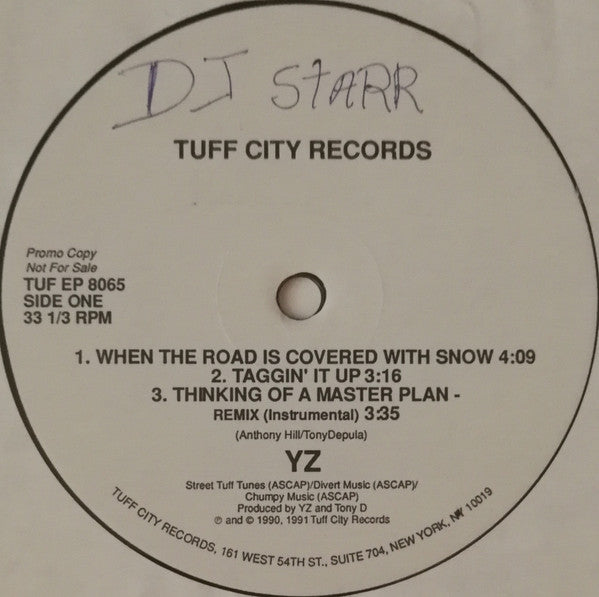 DJ STARR
TUFF CITY RECORDS
Promo Copy
Not For Sale
TUF EP 8065
SIDE ONE
33 1/3 RPM
1. WHEN THE ROAD IS COVERED WITH SNOW 4:09
2. TAGGIN' IT UP 3:16
3. THINKING OF A MASTER PLAN -
REMIX (Instrumental) 3:35
(Anthony Hill/TonyDepula)
YZ
Street Tuff Tunes (ASCAP)/Divert Music (ASCAP)/
Chumpy Music (ASCAP)
Produced by YZ and Tony D
℗ and © 1990, 1991 Tuff City Records
TUFF CITY RECORDS, 161 WEST 54TH ST., SUITE 704, NEW YORK, NY 10019